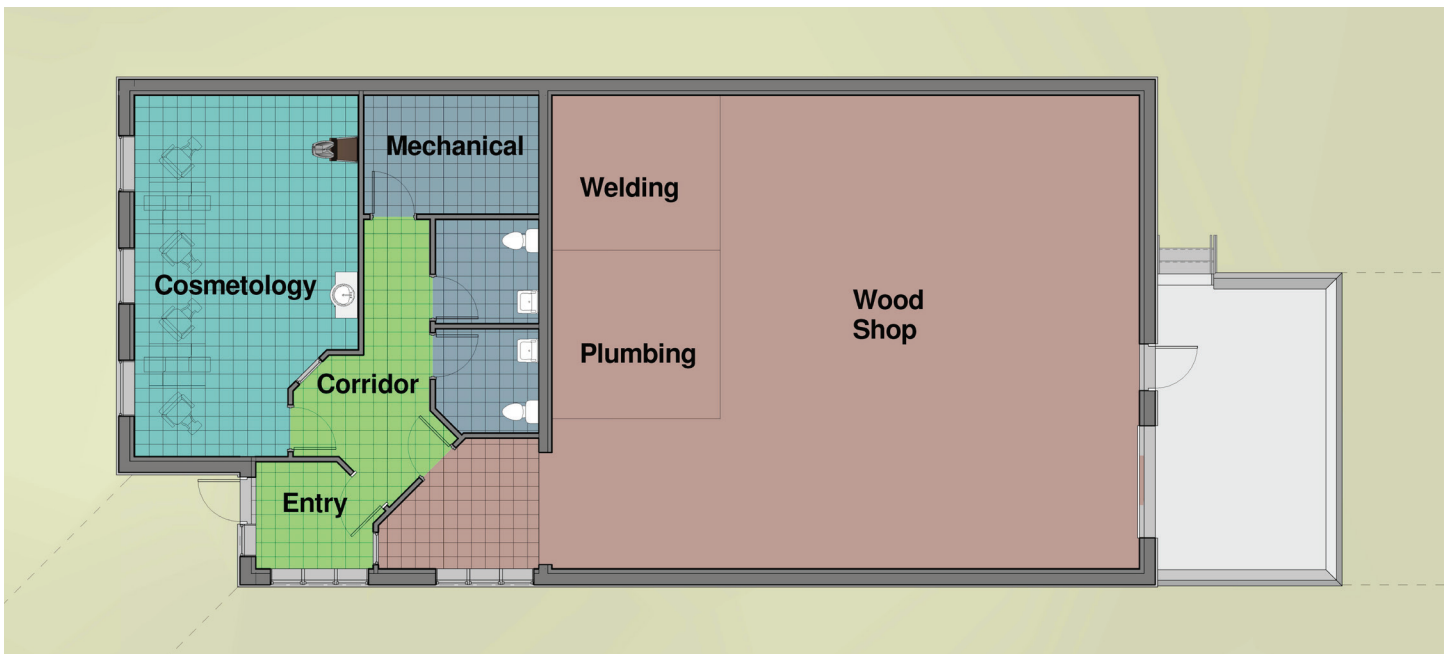 Mechanical
Welding
Cosmetology
Wood
Shop
Plumbing
Corridor
Entry